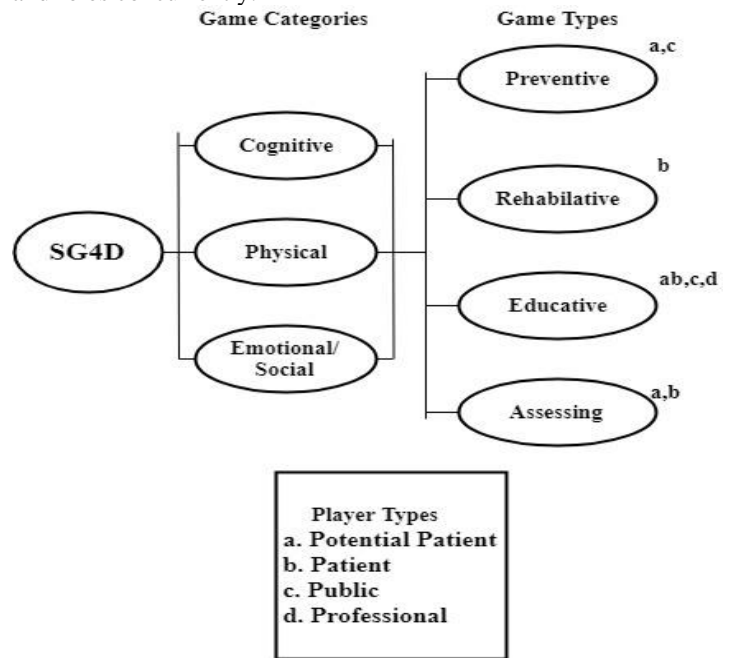 Game Categories
Game Types
a,c
Preventive
Cognitive
b
Rehabilative
SG4D
Physical
ab,c,d
Educative
Emotional/
Social
a,b
Assessing
Player Types
a. Potential Patient
b. Patient
c. Public
d. Professional